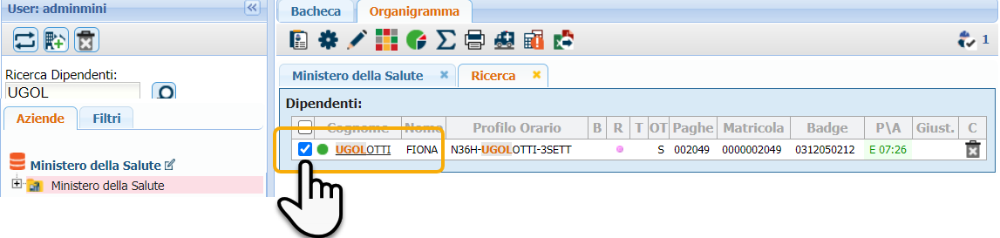 User: adminmini
Ricerca Dipendenti:
UGOL
Aziende Filtri
Ministero della Salute
Ministero della Salute
Bacheca Organigramma
1
Ministero della Salute Ricerca
Dipendenti:
Cognome Nome Profilo Orario B R T OT Paghe Matricola Badge P\A Giust. C
UGOLOTTI FIONA N36H-UGOLOTTI-3SETT S 002049 0000002049 0312050212 E 07:26